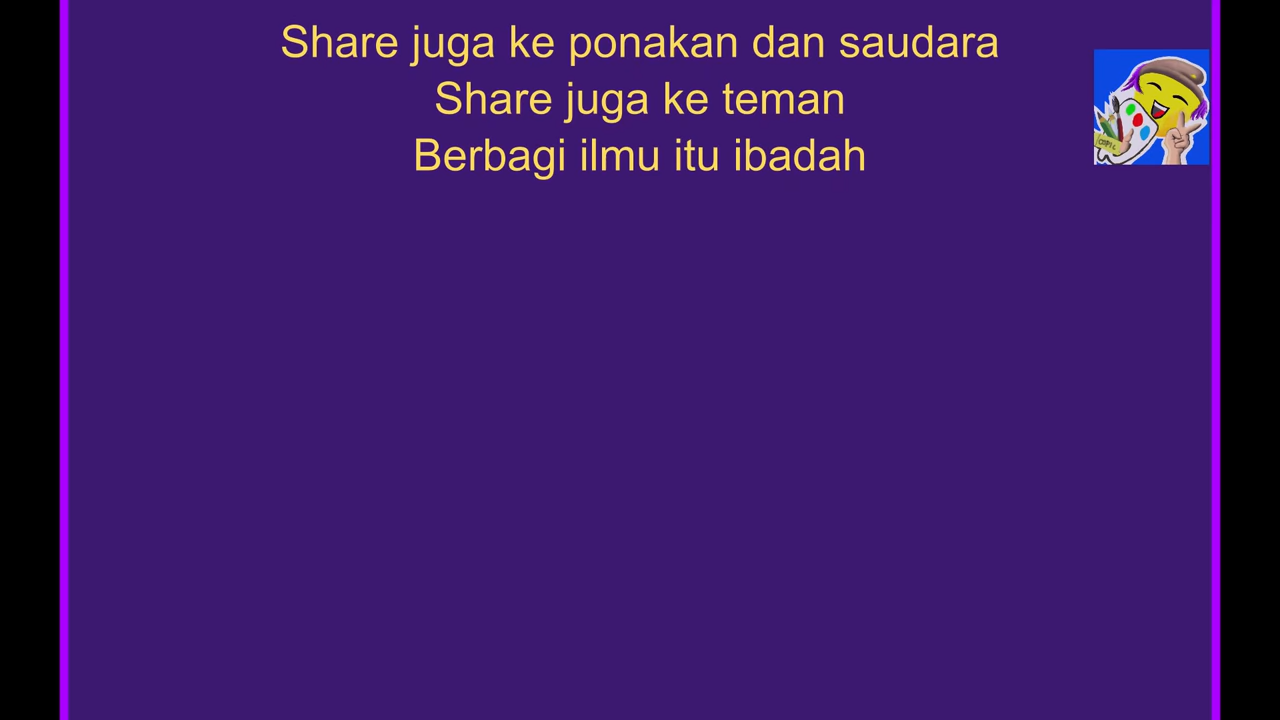 Share juga ke ponakan dan saudara
Share juga ke teman
Berbagi ilmu itu ibadah